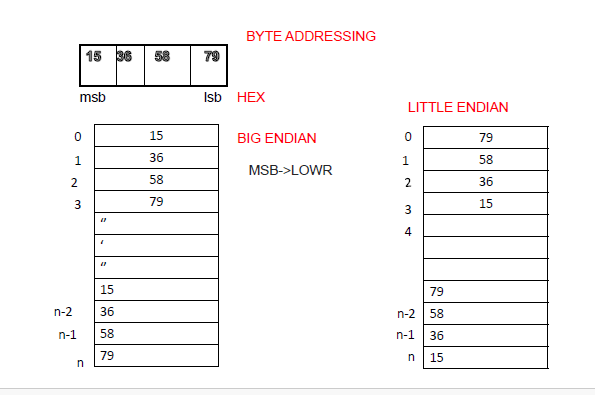 BYTE ADDRESSING
15 36 58 79
msb lsb HEX
LITTLE ENDIAN
BIG ENDIAN
MSB->LOWR
0 15
1 36
2 58
3 79
‘’
‘
‘’
15
n-2 36
n-1 58
n 79
0 79
1 58
2 36
3 15
4
79
n-2 58
n-1 36
n 15